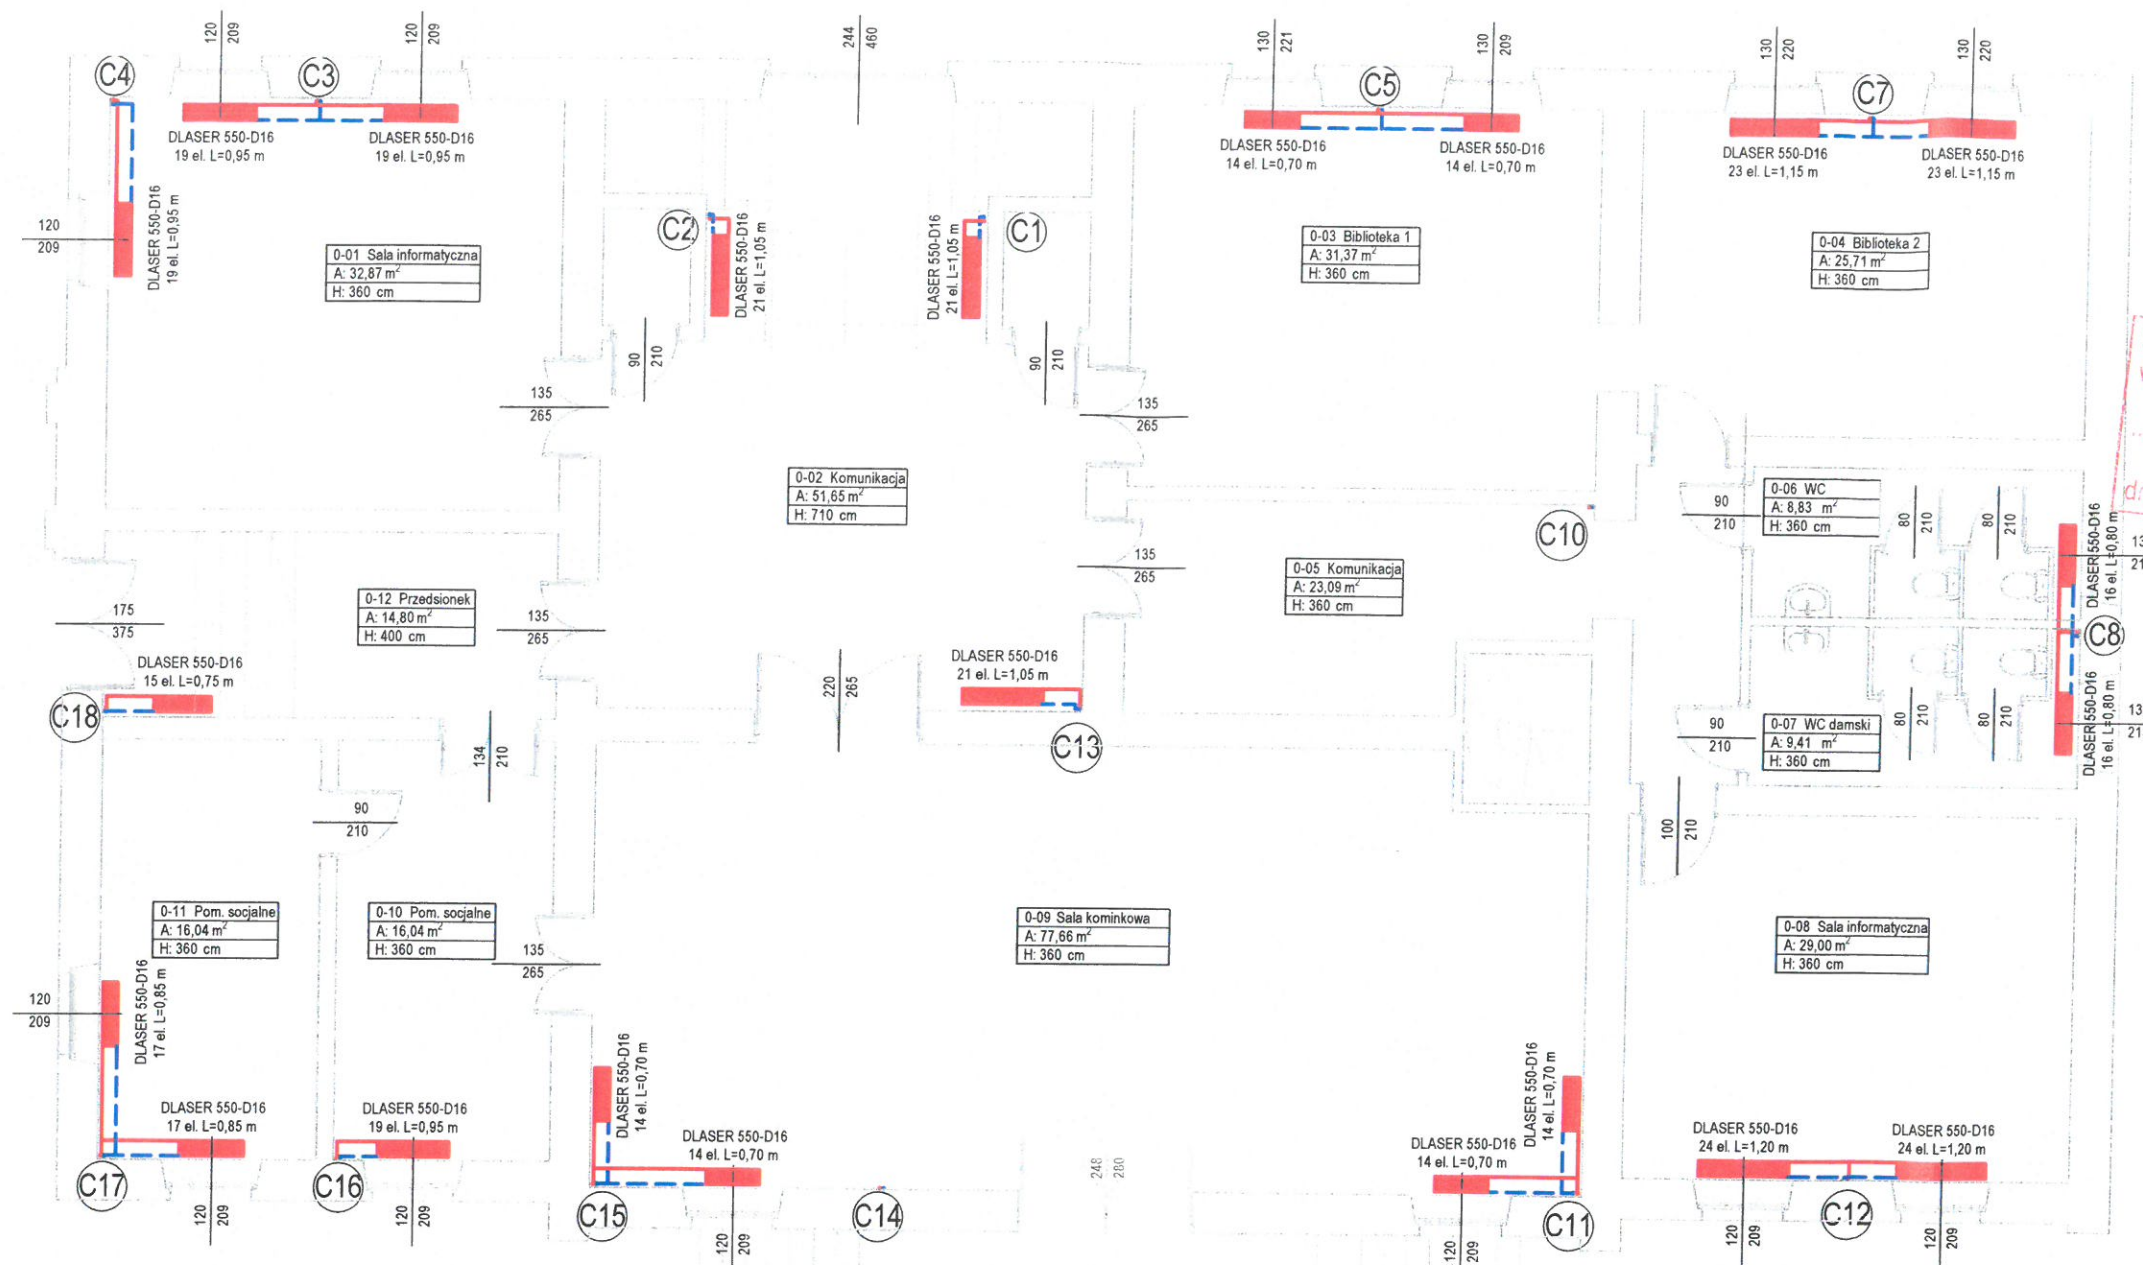 120
209
120
209
244
460
130
221
130
209
130
220
130
220
C4
C3
C5
C7
DLASER 550-D16
19 el. L=0,95 m
DLASER 550-D16
19 el. L=0,95 m
DLASER 550-D16
14 el. L=0,70 m
DLASER 550-D16
14 el. L=0,70 m
DLASER 550-D16
23 el. L=1,15 m
DLASER 550-D16
23 el. L=1,15 m
120
209
DLASER 550-D16
19 el. L=0,95 m
C2
DLASER 550-D16
21 el. L=1,05 m
DLASER 550-D16
21 el. L=1,05 m
C1
0-01 Sala informatyczna
A: 32,87 m²
H: 360 cm
0-03 Biblioteka 1
A: 31,37 m²
H: 360 cm
0-04 Biblioteka 2
A: 25,71 m²
H: 360 cm
90
210
90
210
135
265
135
265
0-02 Komunikacja
A: 51,65 m²
H: 710 cm
C10
90
210
0-06 WC
A: 8,83 m²
H: 360 cm
80
210
80
210
DLASER 550-D16
16 el. L=0,80 m
135
265
0-05 Komunikacja
A: 23,09 m²
H: 360 cm
0-12 Przedsionek
A: 14,80 m²
H: 400 cm
175
375
135
265
C8
DLASER 550-D16
15 el. L=0,75 m
C18
220
265
DLASER 550-D16
21 el. L=1,05 m
C13
90
210
0-07 WC damski
A: 9,41 m²
H: 360 cm
80
210
80
210
DLASER 550-D16
16 el. L=0,80 m
134
210
90
210
100
210
0-11 Pom. socjalne
A: 16,04 m²
H: 360 cm
0-10 Pom. socjalne
A: 16,04 m²
H: 360 cm
135
265
0-09 Sala kominkowa
A: 77,66 m²
H: 360 cm
0-08 Sala informatyczna
A: 29,00 m²
H: 360 cm
120
209
DLASER 550-D16
17 el. L=0,85 m
DLASER 550-D16
17 el. L=0,85 m
DLASER 550-D16
19 el. L=0,95 m
DLASER 550-D16
14 el. L=0,70 m
DLASER 550-D16
14 el. L=0,70 m
248
280
DLASER 550-D16
14 el. L=0,70 m
DLASER 550-D16
14 el. L=0,70 m
DLASER 550-D16
24 el. L=1,20 m
DLASER 550-D16
24 el. L=1,20 m
C17
C16
C15
C14
C11
C12
120
209
120
209
120
209
120
209
120
209
120
209